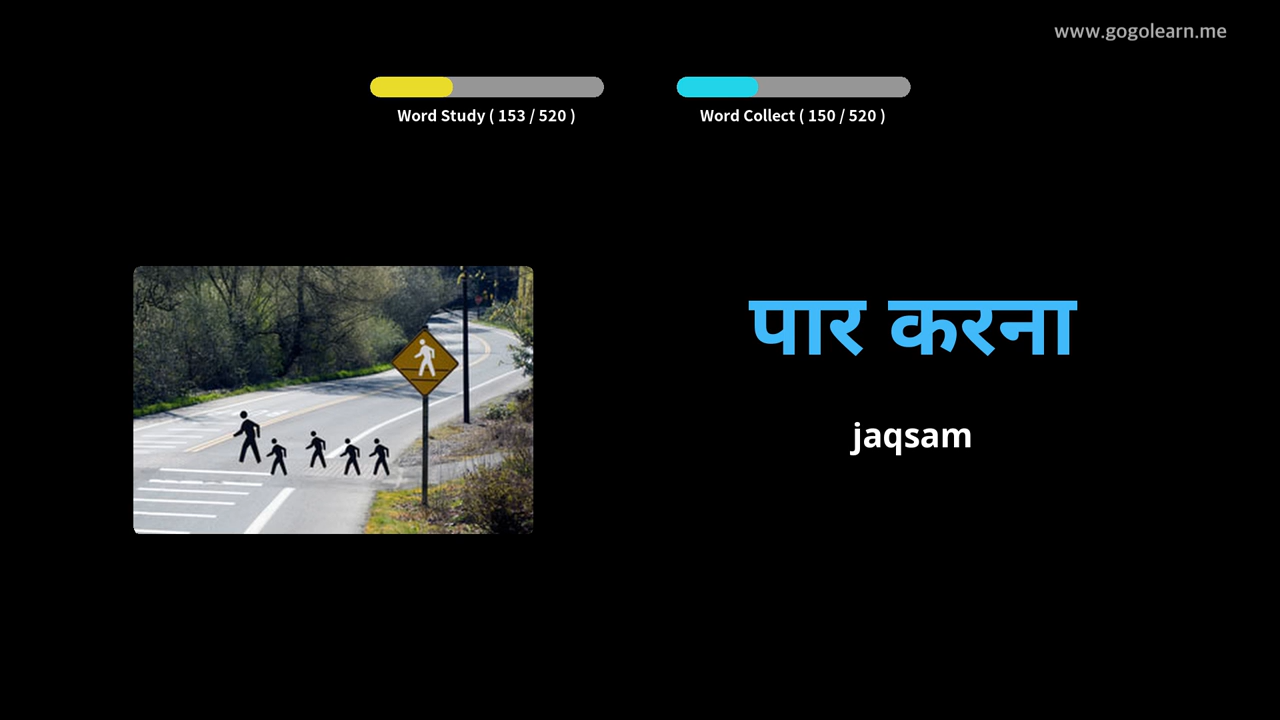 www.gogolearn.me
Word Study ( 153 / 520 )
Word Collect ( 150 / 520 )
पार करना
jaqsam